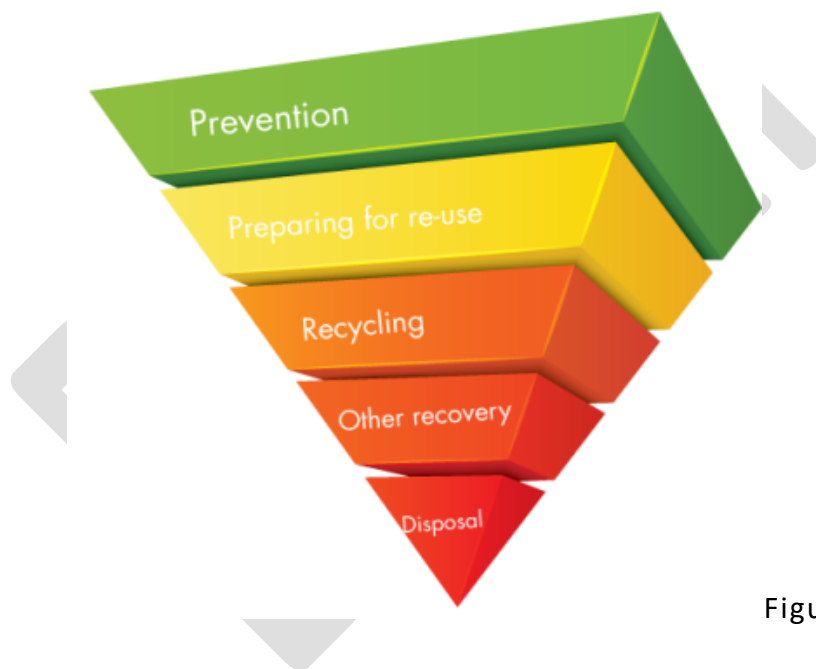 Prevention
Preparing for re-use
Recycling
Other recovery
Disposal
Figu